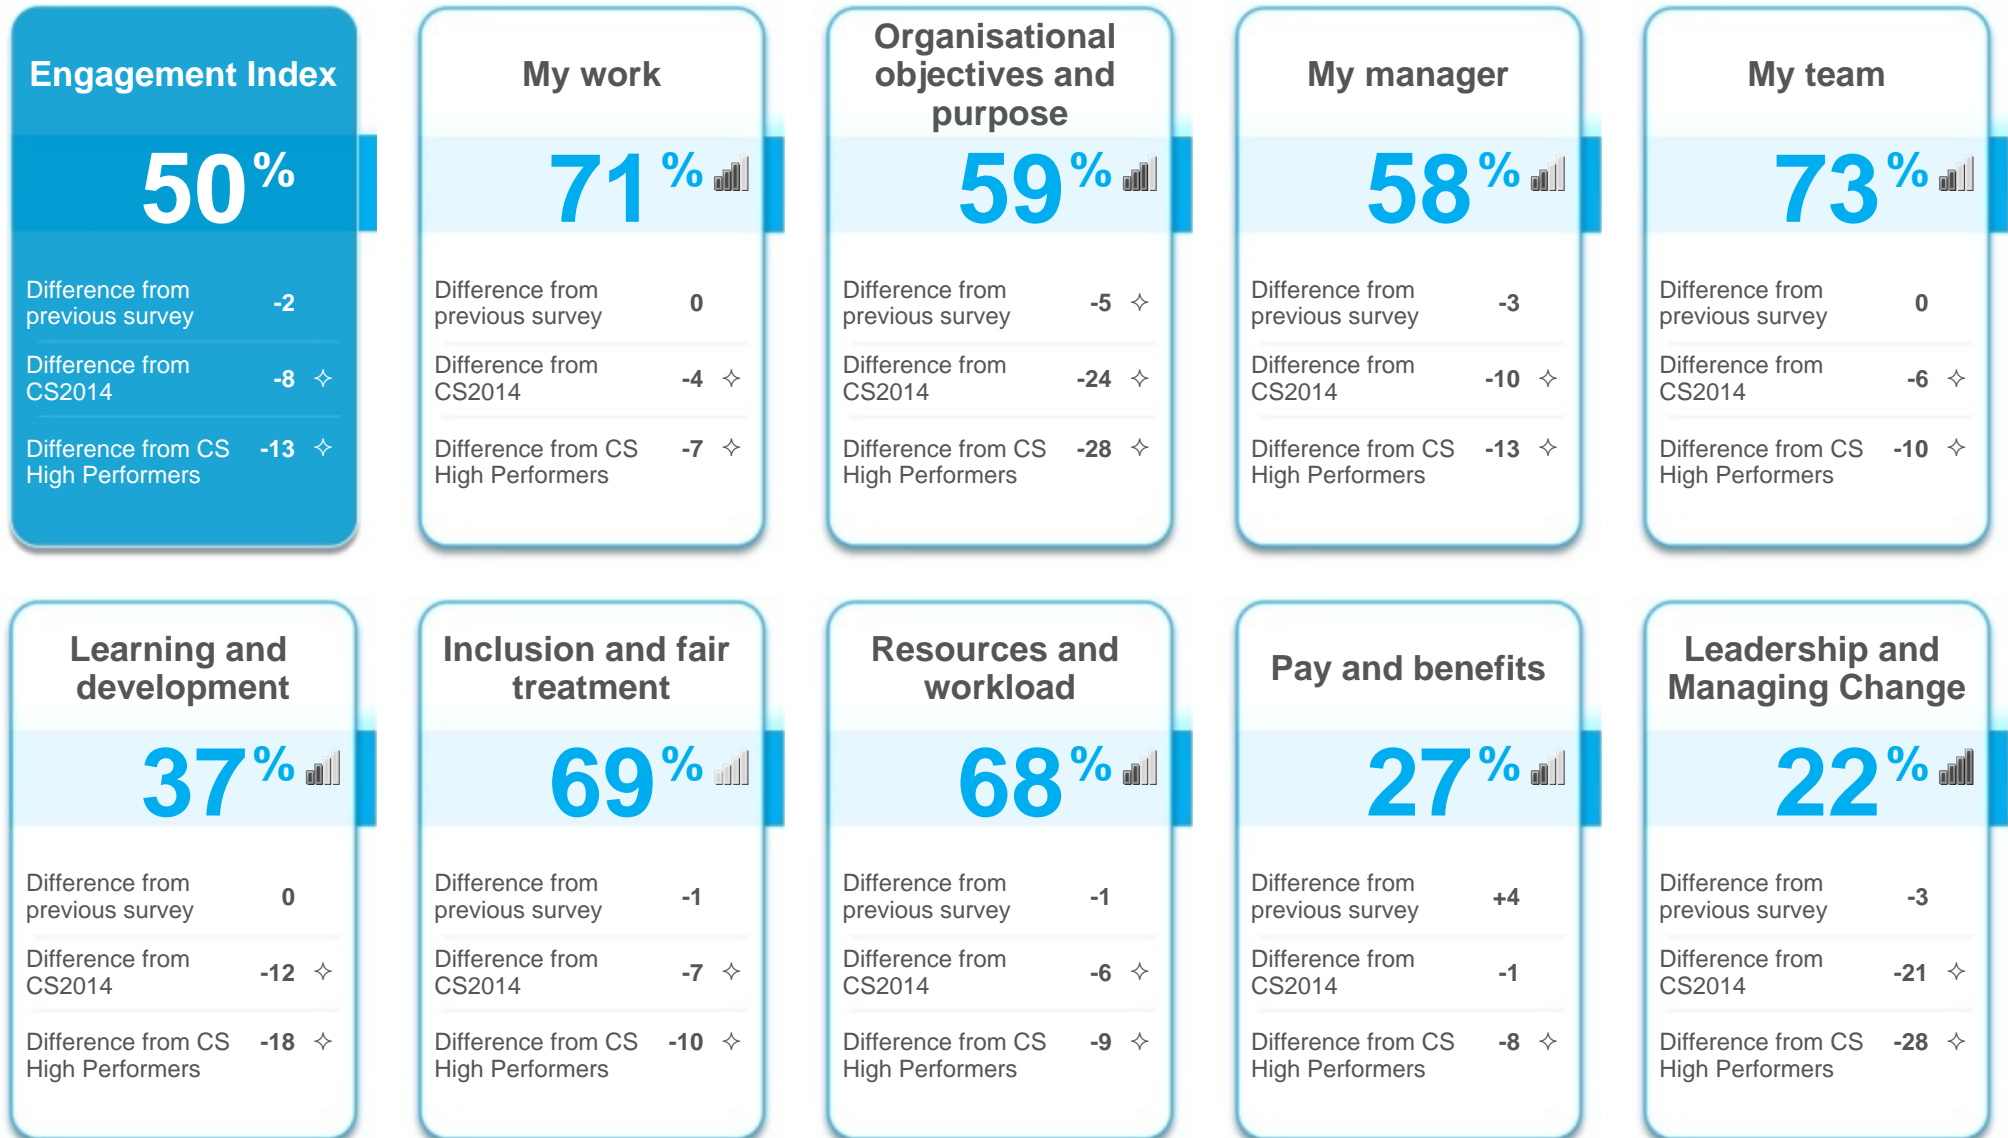 Engagement Index
50%
Difference from
previous survey -2
Difference from
CS2014 -8 ✧
Difference from CS
High Performers -13 ✧
My work
71%
Difference from
previous survey 0
Difference from
CS2014 -4 ✧
Difference from CS
High Performers -7 ✧
Organisational
objectives and
purpose
59%
Difference from
previous survey -5 ✧
Difference from
CS2014 -24 ✧
Difference from CS
High Performers -28 ✧
My manager
58%
Difference from
previous survey -3
Difference from
CS2014 -10 ✧
Difference from CS
High Performers -13 ✧
My team
73%
Difference from
previous survey 0
Difference from
CS2014 -6 ✧
Difference from CS
High Performers -10 ✧
Learning and
development
37%
Difference from
previous survey 0
Difference from
CS2014 -12 ✧
Difference from CS
High Performers -18 ✧
Inclusion and fair
treatment
69%
Difference from
previous survey -1
Difference from
CS2014 -7 ✧
Difference from CS
High Performers -10 ✧
Resources and
workload
68%
Difference from
previous survey -1
Difference from
CS2014 -6 ✧
Difference from CS
High Performers -9 ✧
Pay and benefits
27%
Difference from
previous survey +4
Difference from
CS2014 -1
Difference from CS
High Performers -8 ✧
Leadership and
Managing Change
22%
Difference from
previous survey -3
Difference from
CS2014 -21 ✧
Difference from CS
High Performers -28 ✧